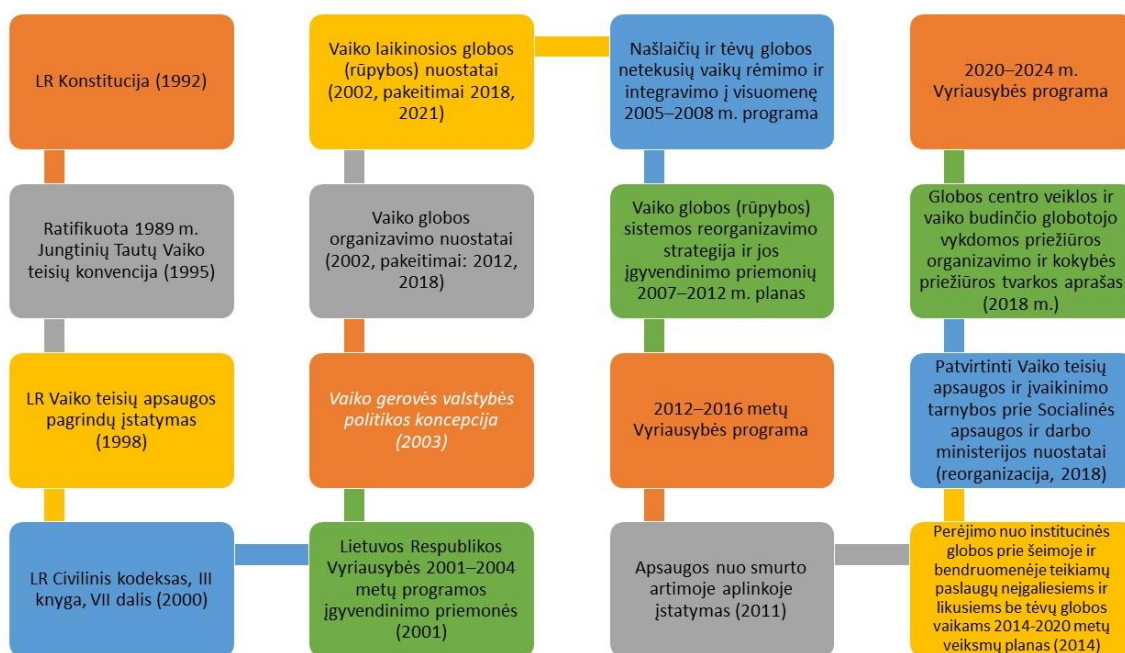 LR Konstitucija (1992)
Ratifikuota 1989 m.
Jungtinių Tautų Vaiko
teisių konvencija (1995)
LR Vaiko teisių apsaugos
pagrindų įstatymas
(1998)
LR Civilinis kodeksas, III
knyga, VII dalis (2000)
Lietuvos Respublikos
Vyriausybės 2001–2004
metų programos
įgyvendinimo priemonės
(2001)
Vaiko gerovės valstybės
politikos koncepcija
(2003)
Vaiko globos
organizavimo nuostatai
(2002, pakeitimai: 2012,
2018)
Vaiko laikinosios globos
(rūpybos) nuostatai
(2002, pakeitimai 2018,
2021)
Našlaičių ir tėvų globos
netekusių vaikų rėmimo ir
integravimo į visuomenę
2005–2008 m. programa
Vaiko globos (rūpybos)
sistemos reorganizavimo
strategija ir jos
įgyvendinimo priemonių
2007–2012 m. planas
2012–2016 metų
Vyriausybės programa
Apsaugos nuo smurto
artimoje aplinkoje
įstatymas (2011)
Perėjimo nuo institucinės
globos prie šeimoje ir
bendruomenėje teikiamų
paslaugų neįgaliesiems ir
likusiems be tėvų globos
vaikams 2014-2020 metų
veiksmų planas (2014)
Patvirtinti Vaiko teisių
apsaugos ir įvaikinimo
tarnybos prie Socialinės
apsaugos ir darbo
ministerijos nuostatai
(reorganizacija, 2018)
Globos centro veiklos ir
vaiko budinčio globotojo
vykdomos priežiūros
organizavimo ir kokybės
priežiūros tvarkos aprašas
(2018 m.)
2020–2024 m.
Vyriausybės programa